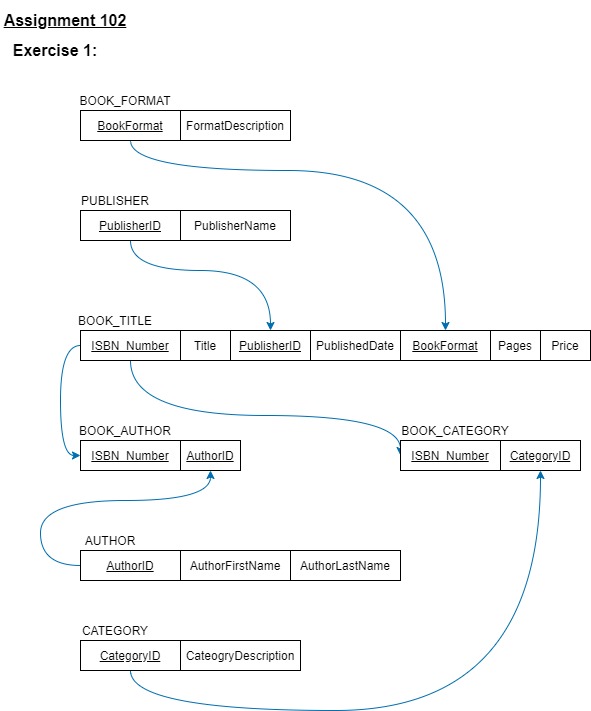 Assignment 102
Exercise 1:
BOOK_FORMAT
BookFormat FormatDescription
PUBLISHER
PublisherID PublisherName
BOOK_TITLE
ISBN_Number Title PublisherID PublishedDate BookFormat Pages Price
BOOK_AUTHOR BOOK_CATEGORY
ISBN_Number AuthorID ISBN_Number CategoryID
AUTHOR
AuthorID AuthorFirstName AuthorLastName
CATEGORY
CategoryID CateogryDescription